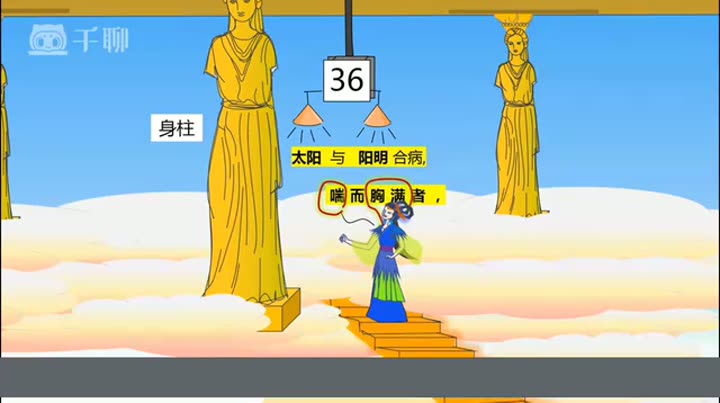 千聊
36
身柱
太阳 与 阳明 合病,
喘 而 胸 满 者 ，